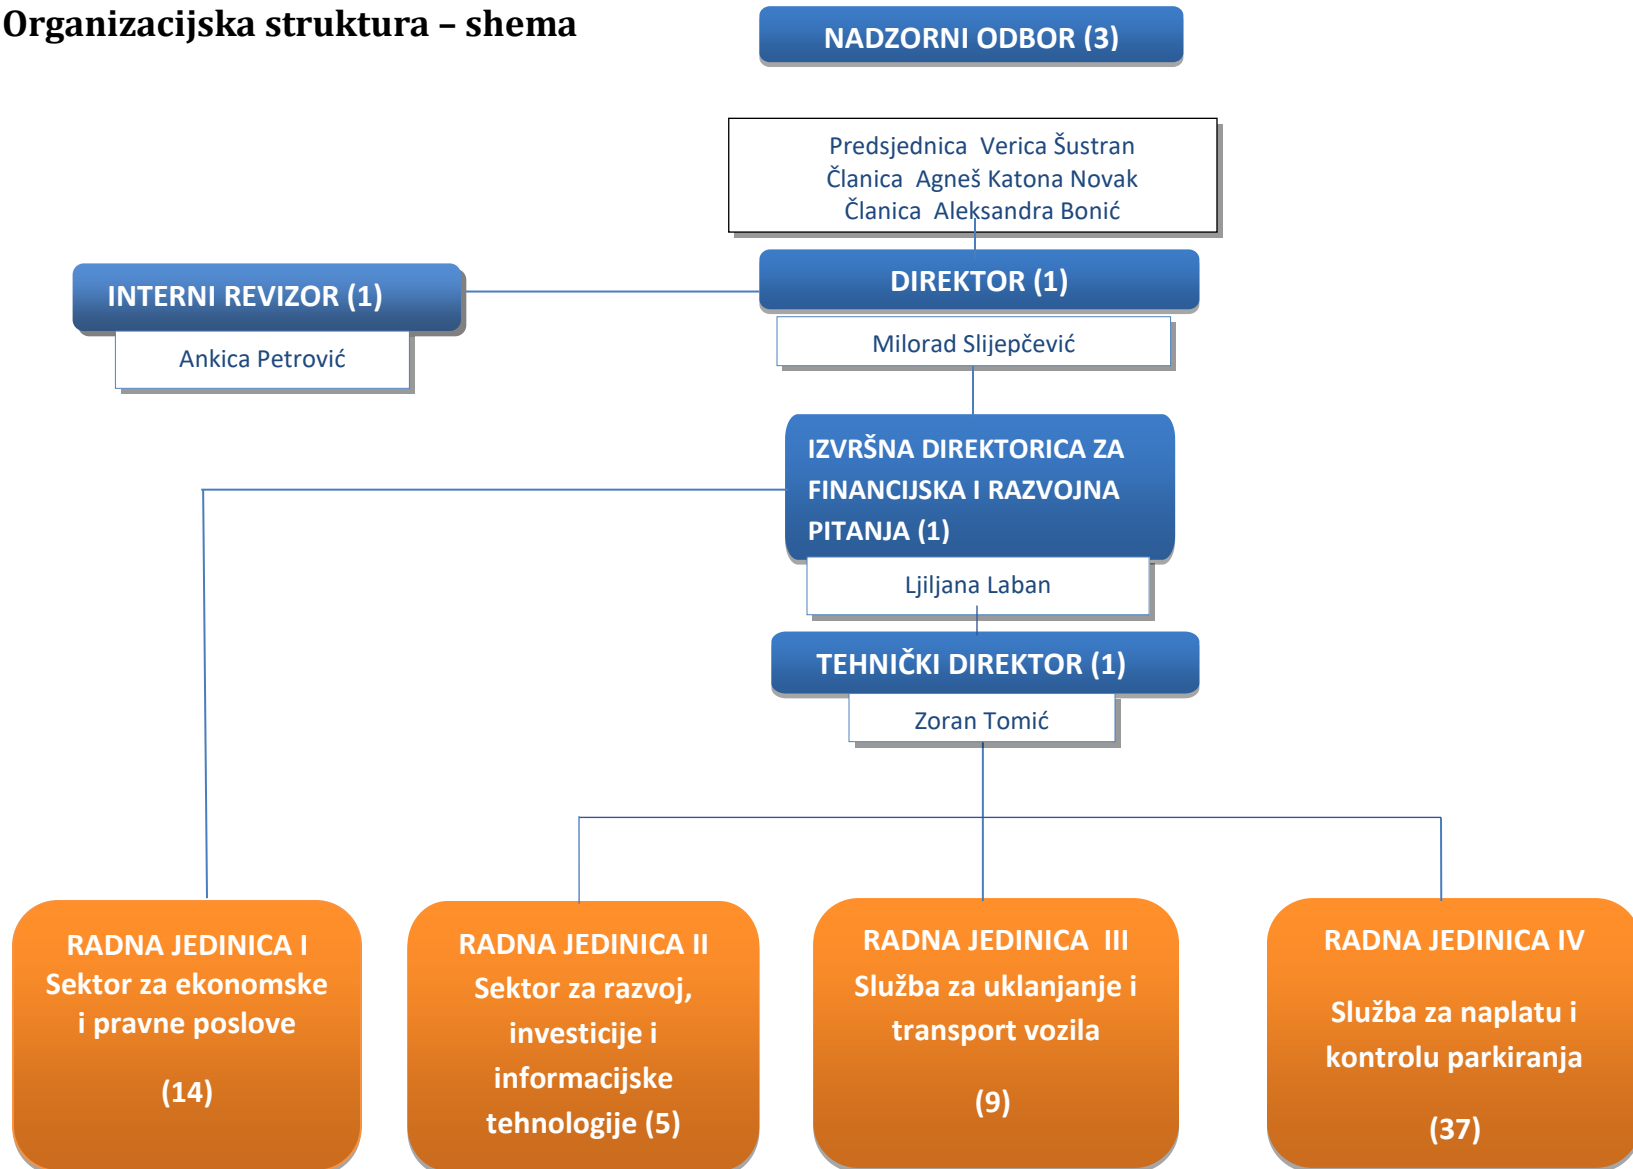 Organizacijska struktura – shema
NADZORNI ODBOR (3)
Predsjednica  Verica Šustran
Članica  Agneš Katona Novak
Članica  Aleksandra Bonić
INTERNI REVIZOR (1)
Ankica Petrović
DIREKTOR (1)
Milorad Slijepčević
IZVRŠNA DIREKTORICA ZA
FINANCIJSKA I RAZVOJNA
PITANJA (1)
Ljiljana Laban
TEHNIČKI DIREKTOR (1)
Zoran Tomić
RADNA JEDINICA I
Sektor za ekonomske
i pravne poslove
(14)
RADNA JEDINICA II
Sektor za razvoj,
investicije i
informacijske
tehnologije (5)
RADNA JEDINICA  III
Služba za uklanjanje i
transport vozila
(9)
RADNA JEDINICA IV
Služba za naplatu i
kontrolu parkiranja
(37)